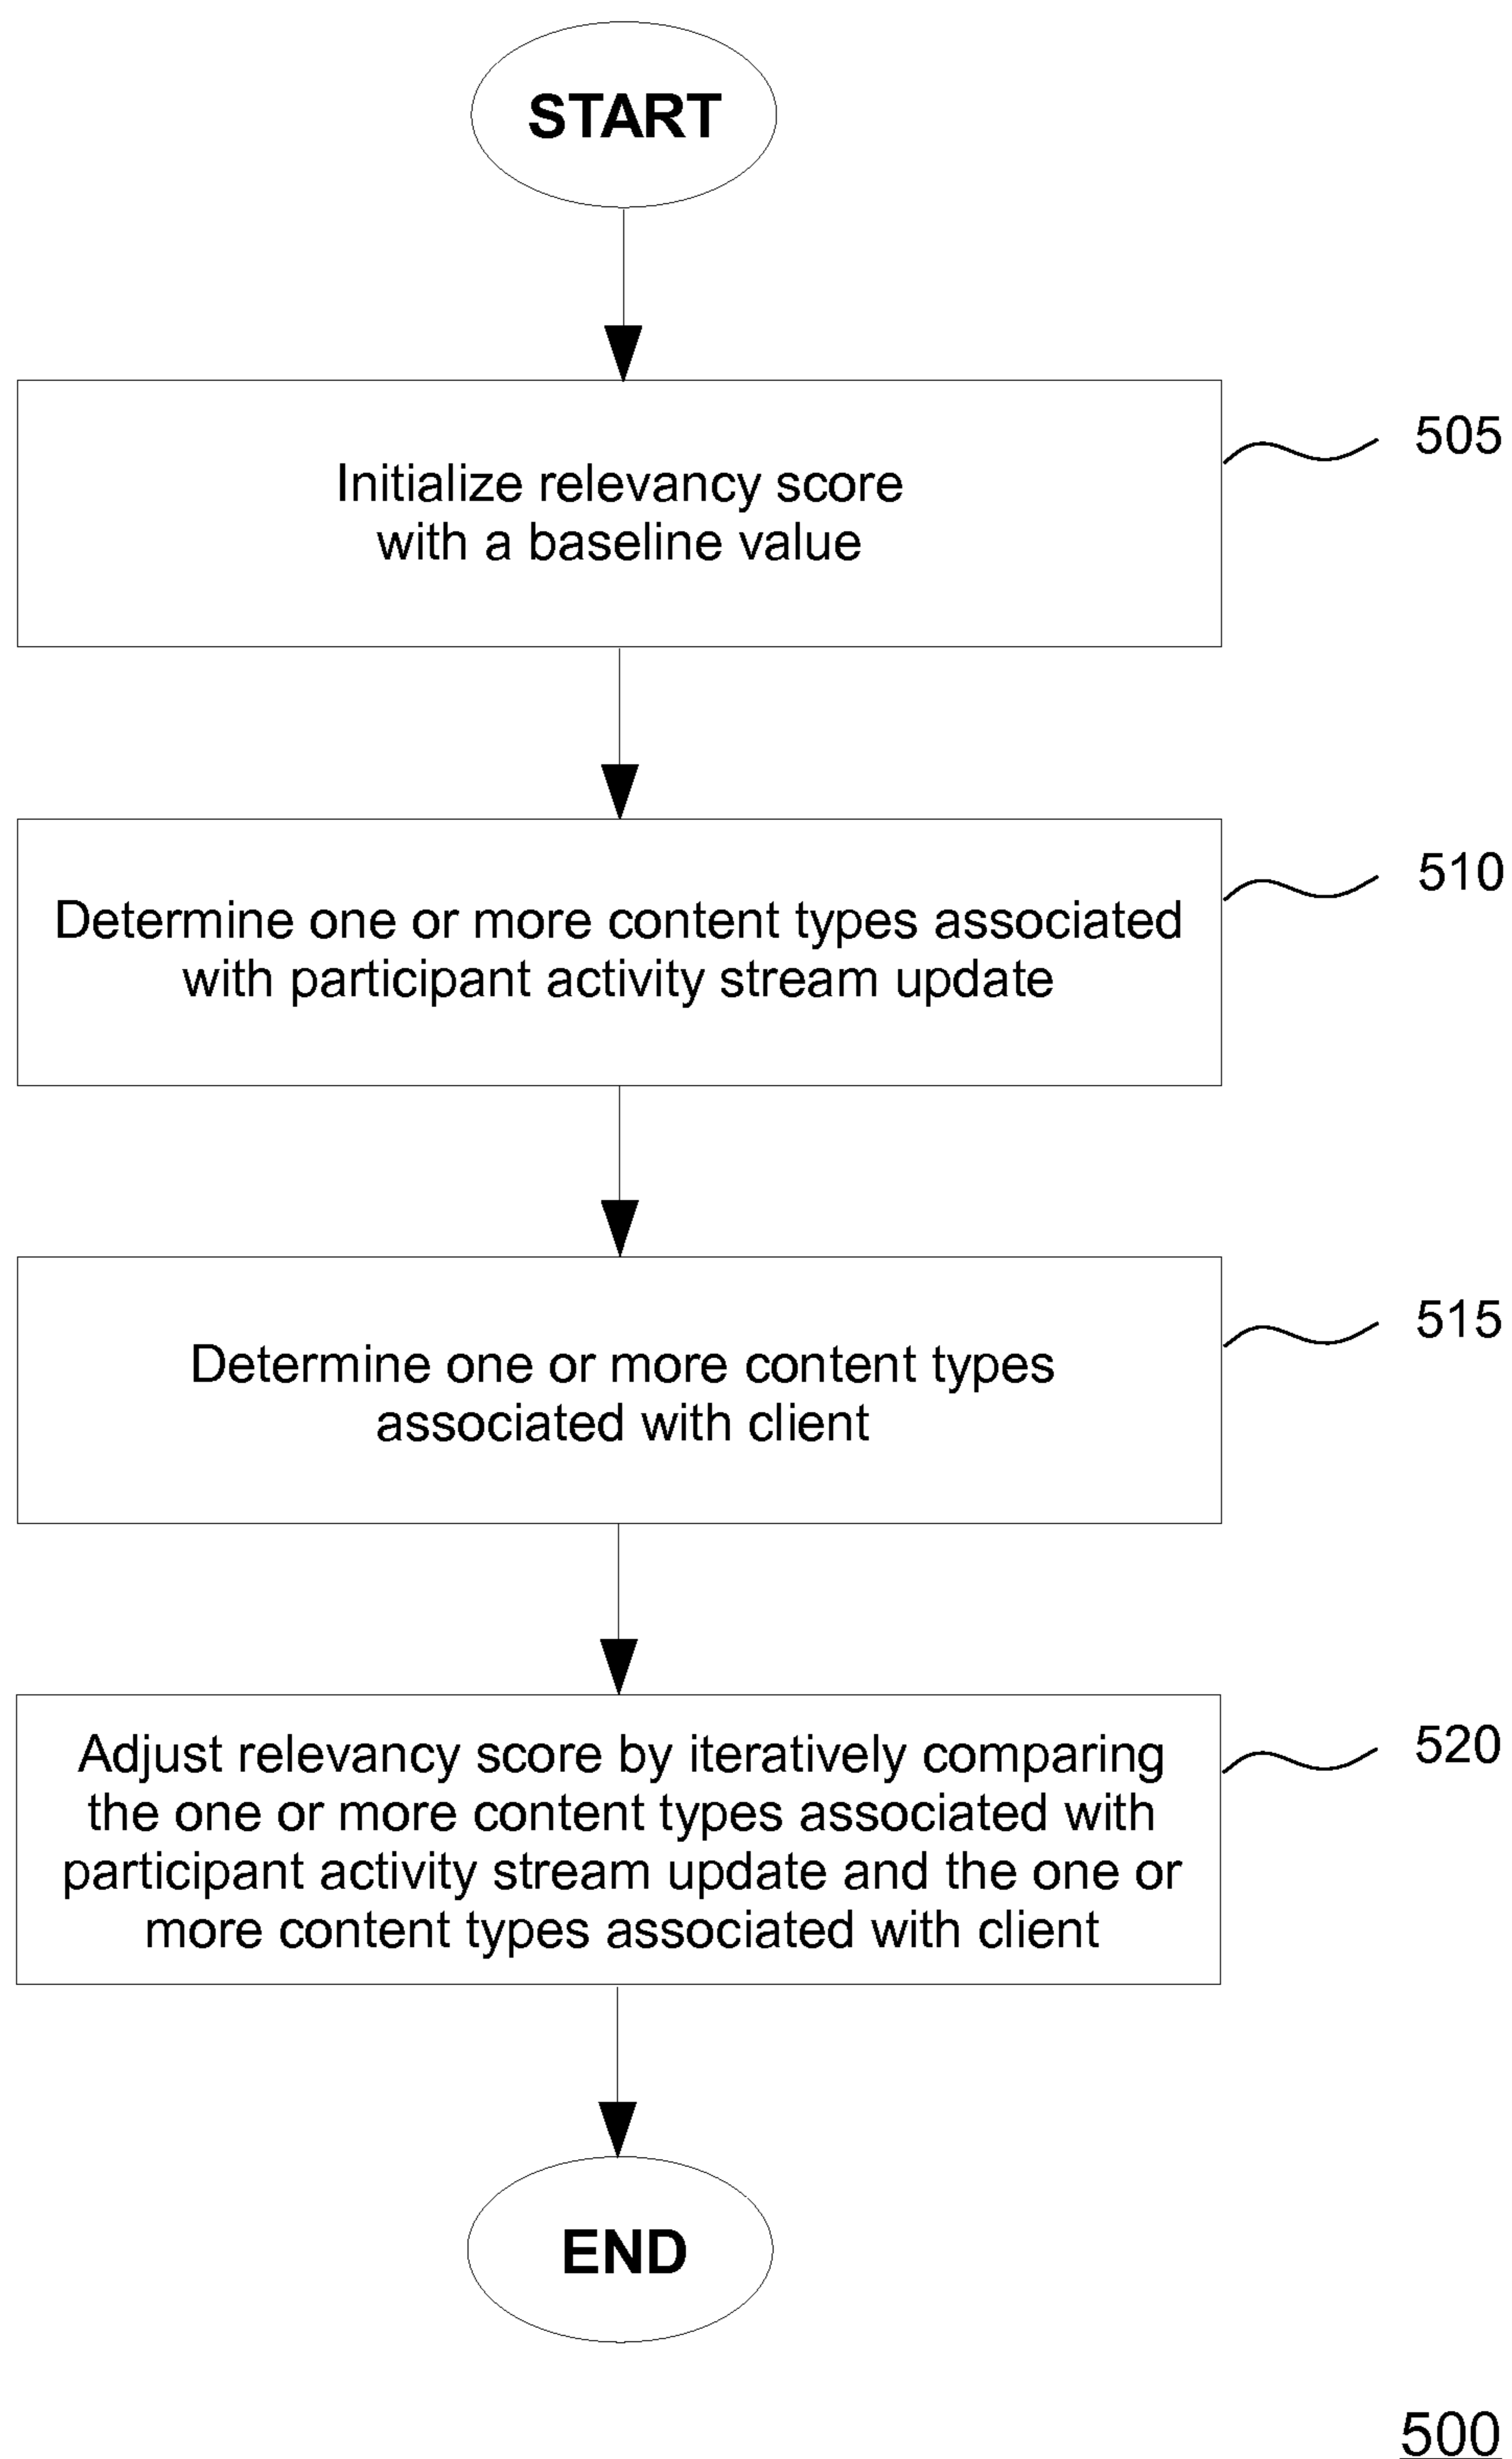 START
Initialize relevancy score
with a baseline value
505
Determine one or more content types associated
with participant activity stream update
510
Determine one or more content types
associated with client
515
Adjust relevancy score by iteratively comparing
the one or more content types associated with
participant activity stream update and the one or
more content types associated with client
520
END
500